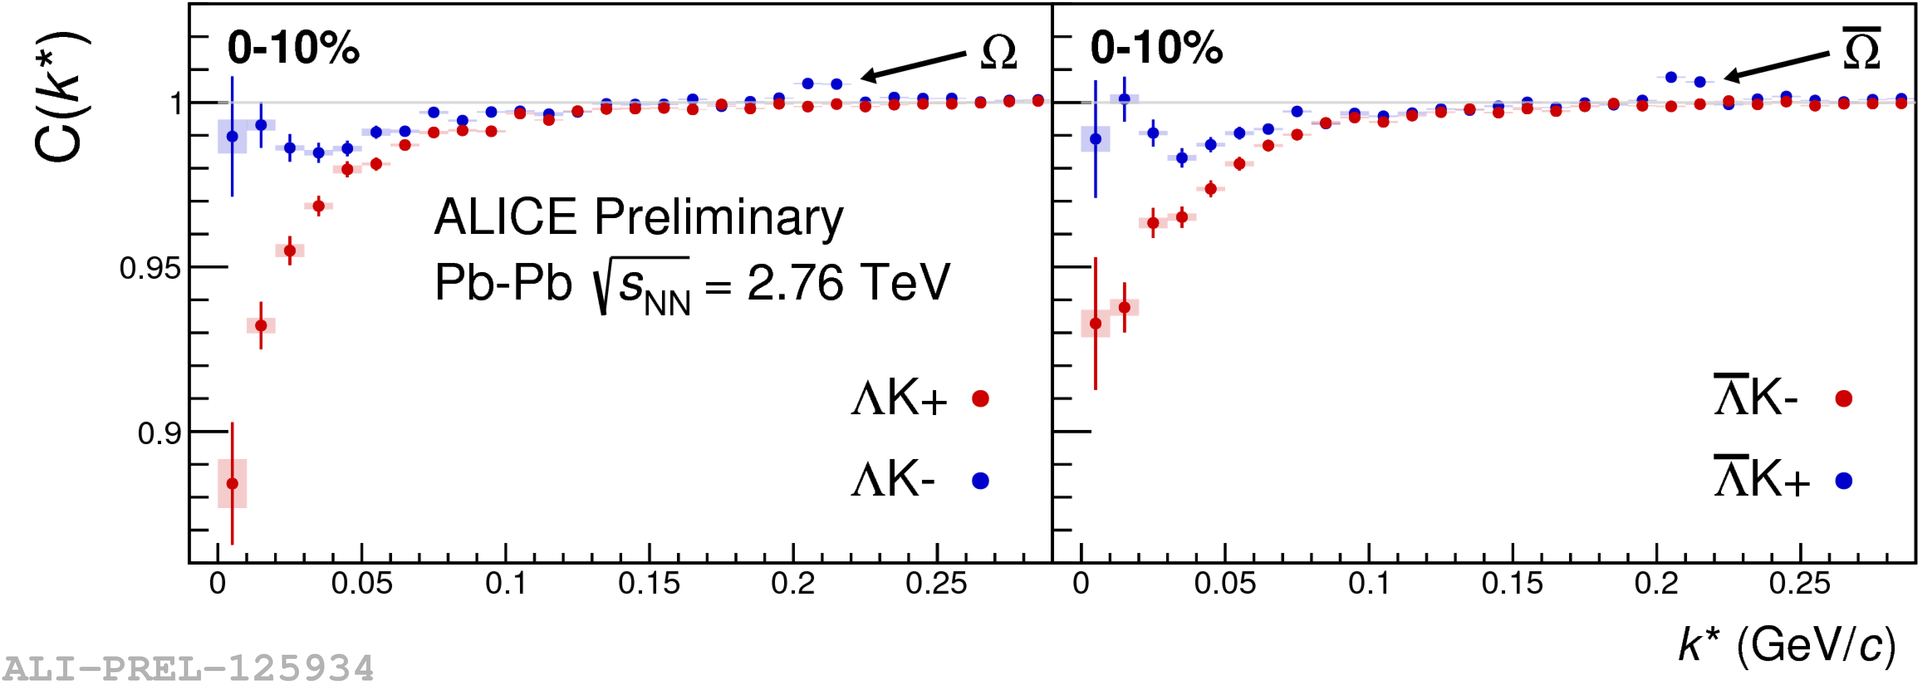 C(k*)
0-10%
Ω
0-10%
Ω̅
1
0.95
0.9
ALICE Preliminary
Pb-Pb √sNN = 2.76 TeV
ΛK+
ΛK-
Λ̅K-
Λ̅K+
0 0.05 0.1 0.15 0.2 0.25
0 0.05 0.1 0.15 0.2 0.25
k* (GeV/c)
ALI-PREL-125934